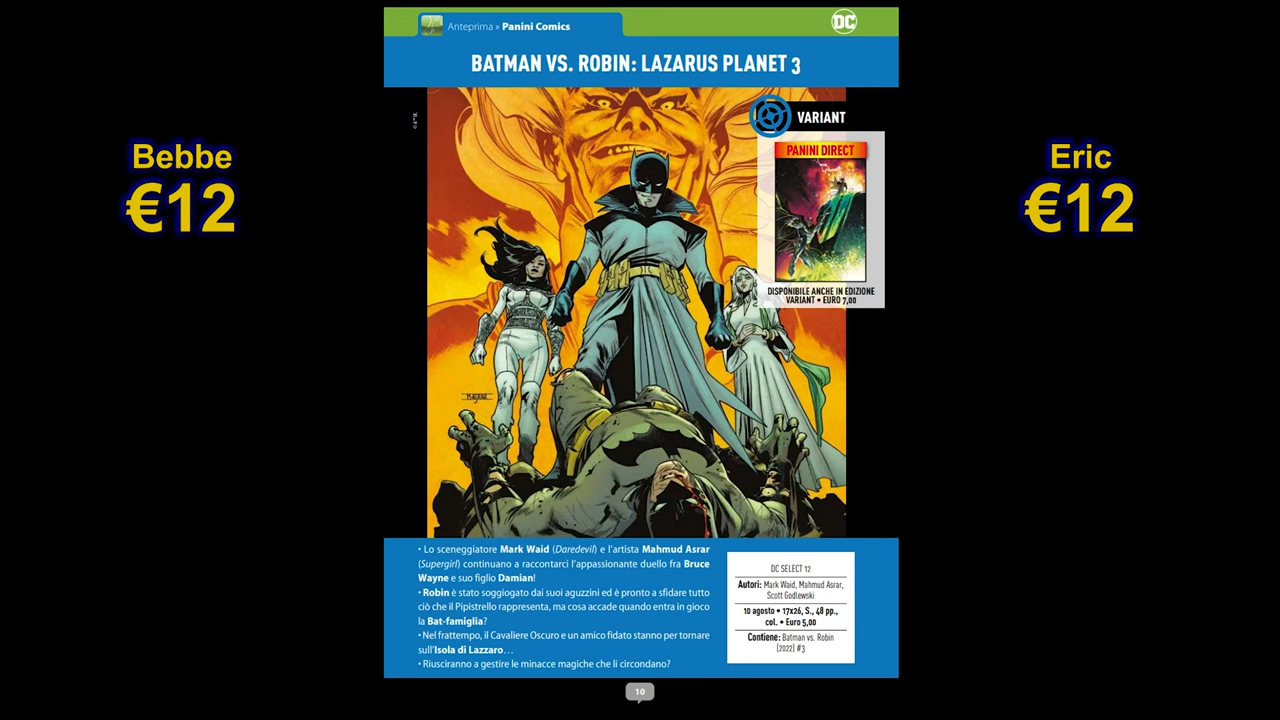 Anteprima » Panini Comics
DC
BATMAN VS. ROBIN: LAZARUS PLANET 3
Bebbe
€12
Eric
€12
VARIANT
PANINI DIRECT
DISPONIBILE ANCHE IN EDIZIONE
VARIANT • EURO 7,00
• Lo sceneggiatore Mark Waid (Daredevil) e l'artista Mahmud Asrar
(Supergirl) continuano a raccontarci l'appassionante duello fra Bruce
Wayne e suo figlio Damian!
• Robin è stato soggiogato dai suoi aguzzini ed è pronto a sfidare tutto
ciò che il Pipistrello rappresenta, ma cosa accade quando entra in gioco
la Bat-famiglia?
• Nel frattempo, il Cavaliere Oscuro e un amico fidato stanno per tornare
sull'Isola di Lazzaro…
• Riusciranno a gestire le minacce magiche che li circondano?
DC SELECT 12
Autori: Mark Waid, Mahmud Asrar,
Scott Godlewski
10 agosto • 17x26, S., 48 pp.,
col. • Euro 5,00
Contiene: Batman vs. Robin
(2022) #3
10